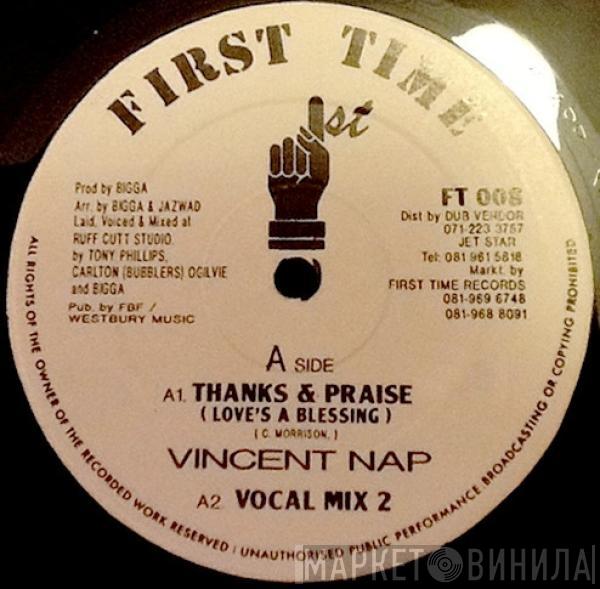 FIRST TIME
1st
Prod by BIGGA
Arr. by BIGGA & JAZWAD
Laid, Voiced & Mixed at
RUFF CUTT STUDIO.
by TONY PHILLIPS,
CARLTON (BUBBLERS) OGILVIE
and BIGGA
Pub. by FBF /
WESTBURY MUSIC
FT 008
Dist by DUB VENDOR
071-223 3757
JET STAR
Tel: 081 961 5818
Markt. by
FIRST TIME RECORDS
081-969 6748
081-968 8091
A SIDE
A1. THANKS & PRAISE
( LOVE'S A BLESSING )
( C. MORRISON. )
VINCENT NAP
A2. VOCAL MIX 2
ALL RIGHTS OF THE OWNER OF THE RECORDED WORK RESERVED / UNAUTHORISED PUBLIC PERFORMANCE.BROADCASTING OR COPYING PROHIBITED
МАРКЕТ ВИНИЛА